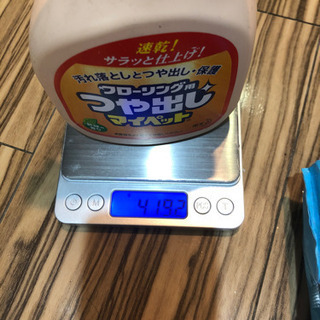 速乾!
サラッと仕上げ!
汚れ落としとつや出し・保護
フローリング用
つや出し
マイペット
419.2
M
T